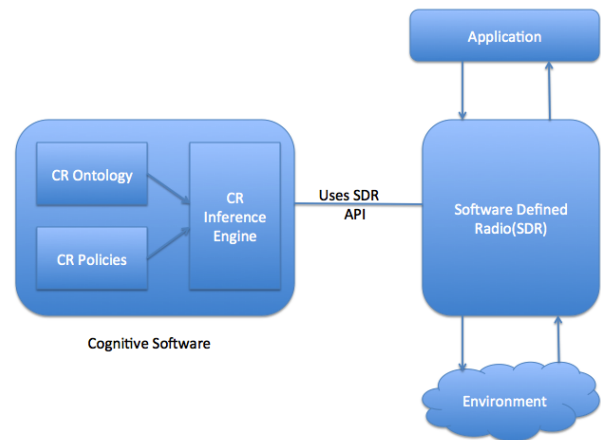 Application
CR Ontology
CR
Inference
Engine
CR Policies
Uses SDR
API
Software Defined
Radio(SDR)
Cognitive Software
Environment